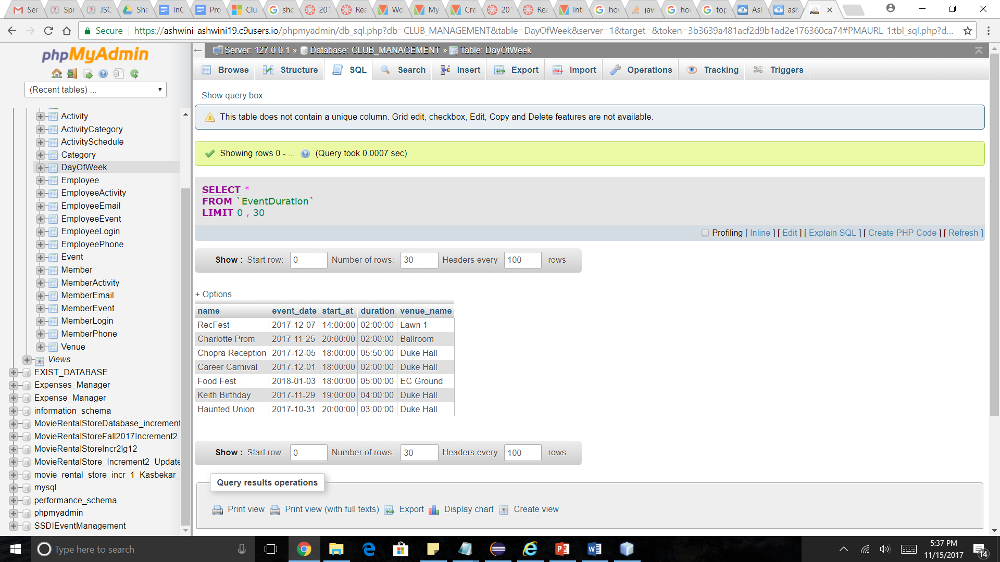 Ser
Spr
JSC
Sha
InC
Pro
Clu
sho
201
Rea
Wo
My
Cre
201
Rea
Intr
how
java
how
top
Ash
ash
PMA
Secure
https://ashwini-ashwini19.c9users.io/phpmyadmin/db_sql.php?db=CLUB_MANAGEMENT&table=DayOfWeek&server=1&target=&token=3b3639a481acf2d9b1ad2e176360ca74#PMAURL-1:tbl_sql.php?d...
phpMyAdmin
(Recent tables) ...
Activity
ActivityCategory
ActivitySchedule
Category
DayOfWeek
Employee
EmployeeActivity
EmployeeEmail
EmployeeEvent
EmployeeLogin
EmployeePhone
Event
Member
MemberActivity
MemberEmail
MemberEvent
MemberLogin
MemberPhone
Venue
Views
EXIST_DATABASE
Expenses_Manager
Expense_Manager
information_schema
MovieRentalStoreDatabase_increment
MovieRentalStoreFall2017Increment2
MovieRentalStoreIncr2Ig12
MovieRentalStore_Increment2_Update
movie_rental_store_incr_1_Kasbekar_
mysql
performance_schema
phpmyadmin
SSDIEventManagement
Server: 127.0.0.1 » Database: CLUB_MANAGEMENT » Table: DayOfWeek
Browse Structure SQL Search Insert Export Import Operations Tracking Triggers
Show query box
This table does not contain a unique column. Grid edit, checkbox, Edit, Copy and Delete features are not available.
Showing rows 0 - ... (Query took 0.0007 sec)
SELECT *
FROM `EventDuration`
LIMIT 0 , 30
Profiling [ Inline ] [ Edit ] [ Explain SQL ] [ Create PHP Code ] [ Refresh ]
Show : Start row: 0 Number of rows: 30 Headers every 100 rows
+ Options
name event_date start_at duration venue_name
RecFest 2017-12-07 14:00:00 02:00:00 Lawn 1
Charlotte Prom 2017-11-25 20:00:00 02:00:00 Ballroom
Chopra Reception 2017-12-05 18:00:00 05:50:00 Duke Hall
Career Carnival 2017-12-01 18:00:00 02:00:00 Duke Hall
Food Fest 2018-01-03 18:00:00 05:00:00 EC Ground
Keith Birthday 2017-11-29 19:00:00 04:00:00 Duke Hall
Haunted Union 2017-10-31 20:00:00 03:00:00 Duke Hall
Show : Start row: 0 Number of rows: 30 Headers every 100 rows
Query results operations
Print view Print view (with full texts) Export Display chart Create view
Type here to search
5:37 PM
11/15/2017
14